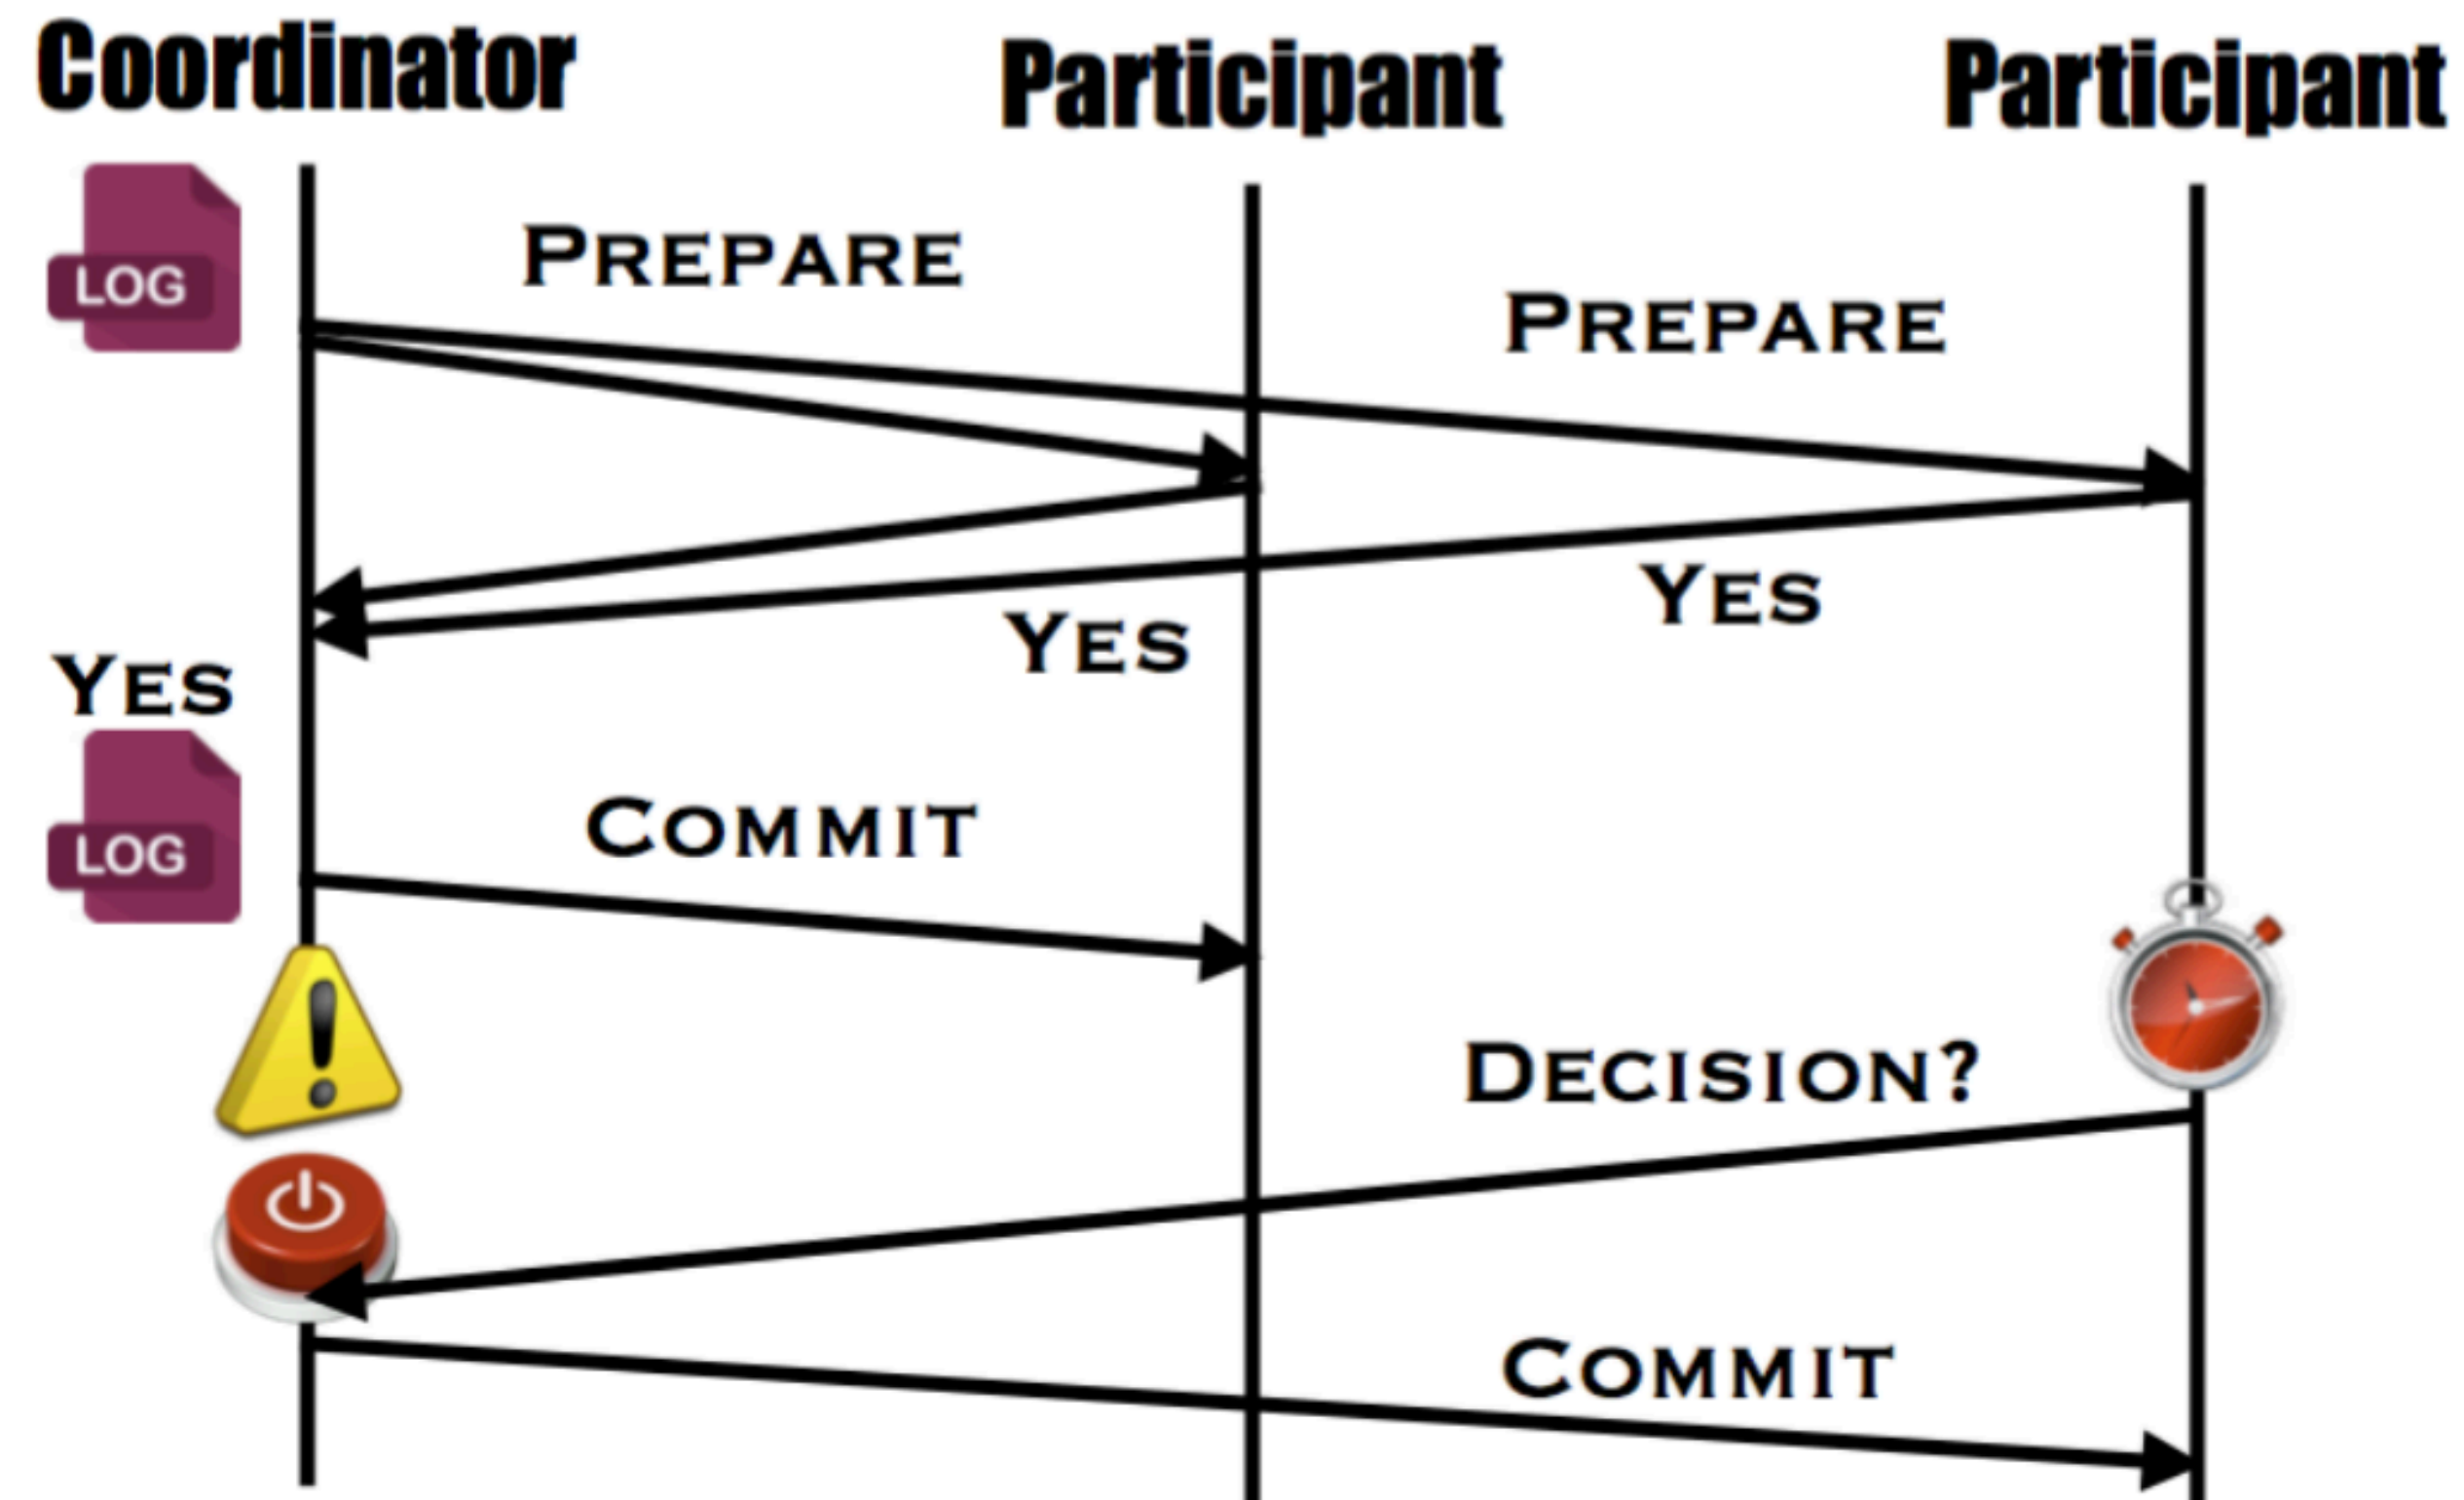 Coordinator
Participant
Participant
LOG
PREPARE
PREPARE
YES
YES
YES
LOG
COMMIT
DECISION?
COMMIT